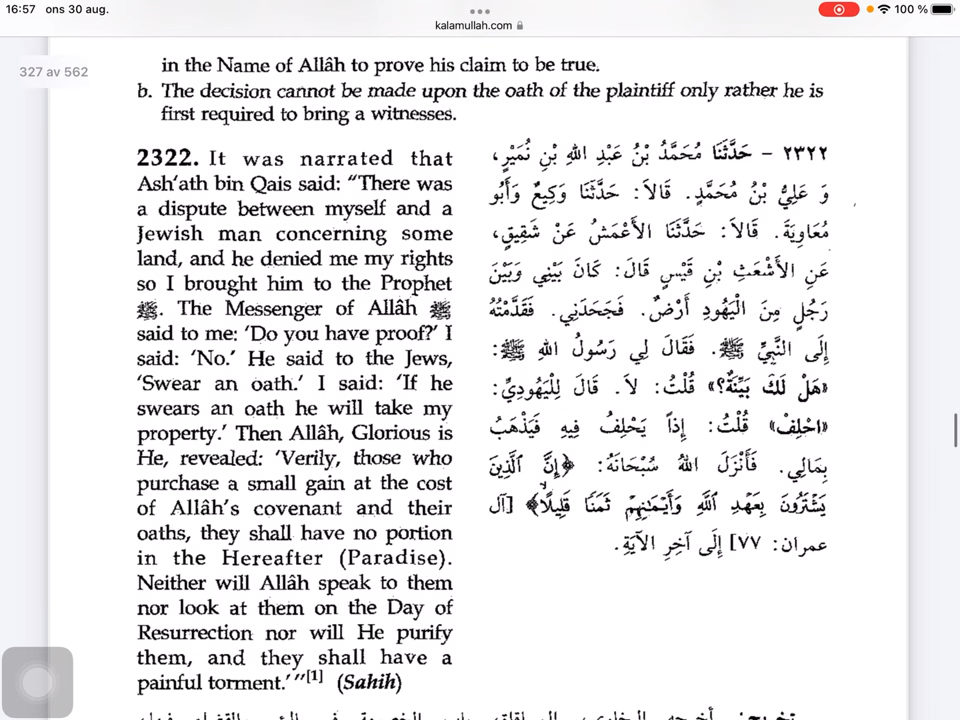 16:57 ons 30 aug.
100 %
kalamullah.com
327 av 562
in the Name of Allâh to prove his claim to be true.
b. The decision cannot be made upon the oath of the plaintiff only rather he is
first required to bring a witnesses.
2322. It was narrated that
Ash'ath bin Qais said: "There was
a dispute between myself and a
Jewish man concerning some
land, and he denied me my rights
so I brought him to the Prophet
ﷺ. The Messenger of Allâh ﷺ
said to me: 'Do you have proof?' I
said: 'No.' He said to the Jews,
'Swear an oath.' I said: 'If he
swears an oath he will take my
property.' Then Allâh, Glorious is
He, revealed: 'Verily, those who
purchase a small gain at the cost
of Allâh's covenant and their
oaths, they shall have no portion
in the Hereafter (Paradise).
Neither will Allâh speak to them
nor look at them on the Day of
Resurrection nor will He purify
them, and they shall have a
painful torment.'"[1] (Sahih)
٢٣٢٢ - حَدَّثَنَا مُحَمَّدُ بْنُ عَبْدِ اللهِ بْنِ نُمَيْرٍ،
وَ عَلِيُّ بْنُ مُحَمَّدٍ. قَالاَ: حَدَّثَنَا وَكِيعٌ وَأَبُو
مُعَاوِيَةَ. قَالاَ: حَدَّثَنَا الأَعْمَشُ عَنْ شَقِيقٍ،
عَنِ الأَشْعَثِ بْنِ قَيْسٍ قَالَ: كَانَ بَيْنِي وَبَيْنَ
رَجُلٍ مِنَ الْيَهُودِ أَرْضٌ. فَجَحَدَنِي. فَقَدَّمْتُهُ
إِلَى النَّبِيِّ ﷺ. فَقَالَ لِي رَسُولُ اللهِ ﷺ:
«هَلْ لَكَ بَيِّنَةٌ؟» قُلْتُ: لاَ. قَالَ لِلْيَهُودِيِّ:
«احْلِفْ» قُلْتُ: إِذاً يَحْلِفُ فِيهِ فَيَذْهَبُ
بِمَالِي. فَأَنْزَلَ اللهُ سُبْحَانَهُ: ﴿إِنَّ ٱلَّذِينَ
يَشْتَرُونَ بِعَهْدِ ٱللَّهِ وَأَيْمَـٰنِهِمْ ثَمَنًا قَلِيلًا﴾ [آل
عمران: ٧٧] إِلَى آخِرِ الآيَةِ.